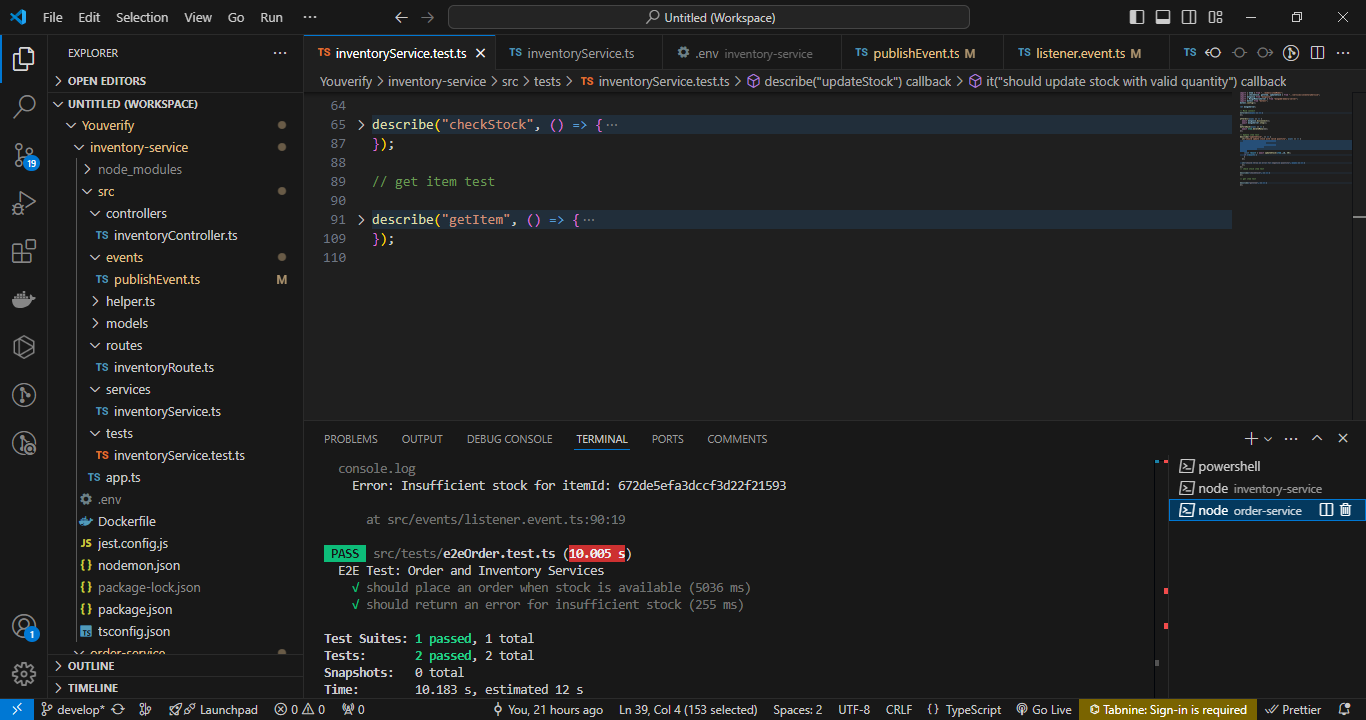 File Edit Selection View Go Run ··· Untitled (Workspace)
EXPLORER ···
OPEN EDITORS
UNTITLED (WORKSPACE)
Youverify
inventory-service
node_modules
src
controllers
TS inventoryController.ts
events
TS publishEvent.ts M
helper.ts
models
routes
TS inventoryRoute.ts
services
TS inventoryService.ts
tests
TS inventoryService.test.ts
TS app.ts
.env
Dockerfile
JS jest.config.js
{} nodemon.json
{} package-lock.json
{} package.json
TS tsconfig.json
order-service
OUTLINE
TIMELINE
19
1
TS inventoryService.test.ts TS inventoryService.ts .env inventory-service TS publishEvent.ts M TS listener.event.ts M TS ···
Youverify > inventory-service > src > tests > TS inventoryService.test.ts > describe("updateStock") callback > it("should update stock with valid quantity") callback
64
65 > describe("checkStock", () => { ···
87 });
88
89 // get item test
90
91 > describe("getItem", () => { ···
109 });
110
PROBLEMS OUTPUT DEBUG CONSOLE TERMINAL PORTS COMMENTS
console.log
Error: Insufficient stock for itemId: 672de5efa3dccf3d22f21593
at src/events/listener.event.ts:90:19
PASS src/tests/e2eOrder.test.ts (10.005 s)
E2E Test: Order and Inventory Services
√ should place an order when stock is available (5036 ms)
√ should return an error for insufficient stock (255 ms)
Test Suites: 1 passed, 1 total
Tests: 2 passed, 2 total
Snapshots: 0 total
Time: 10.183 s, estimated 12 s
powershell
node inventory-service
node order-service
develop* Launchpad 0 0 0 You, 21 hours ago Ln 39, Col 4 (153 selected) Spaces: 2 UTF-8 CRLF {} TypeScript Go Live Tabnine: Sign-in is required Prettier